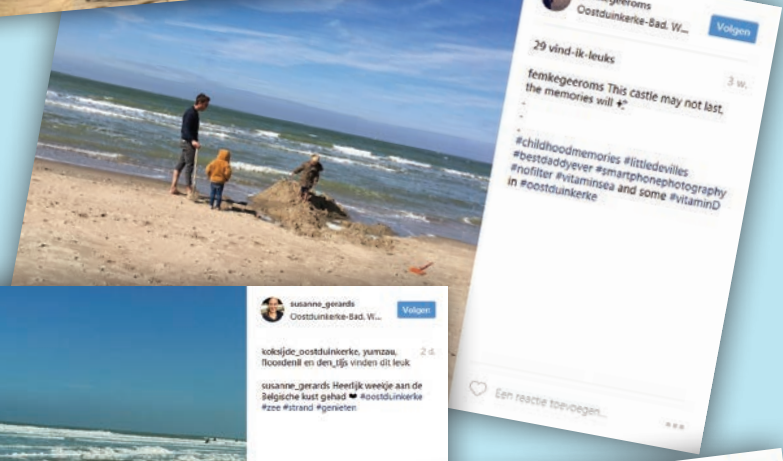 Oostduinkerke-Bad. W...
Volgen
29 vind-ik-leuks
3 w.
femkegeeroms This castle may not last,
the memories will
.
.
.
#childhoodmemories #littledevilles
#bestdaddyever #smartphonephotography
#nofilter #vitaminsea and some #vitaminD
in #oostduinkerke
Een reactie toevoegen...
susanne_gerards
Oostduinkerke-Bad. W...
Volgen
koksijde_oostduinkerke, yumzau,
floordenil en den_tijs vinden dit leuk
2 d.
susanne_gerards Heerlijk weekje aan de
Belgische kust gehad ❤ #oostduinkerke
#zee #strand #genieten